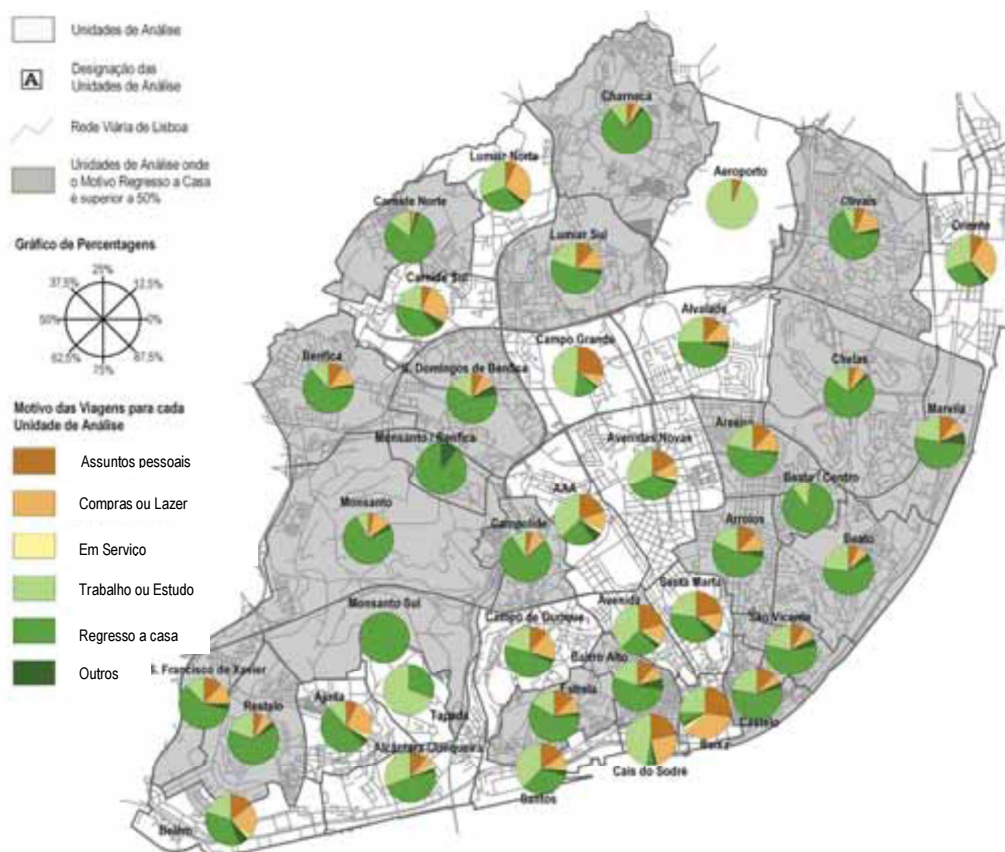 Unidades de Análise
A
Designação das
Unidades de Análise
Rede Viária de Lisboa
Unidades de Análise onde
o Motivo Regresso a Casa
é superior a 50%
Gráfico de Percentagens
25%
37,5%
12,5%
50%
0%
62,5%
87,5%
75%
Motivo das Viagens para cada
Unidade de Análise
Assuntos pessoais
Compras ou Lazer
Em Serviço
Trabalho ou Estudo
Regresso a casa
Outros
Charneca
Lumiar Norte
Aeroporto
Carnide Norte
Olivais
Oriente
Lumiar Sul
Carnide Sul
Alvalade
Campo Grande
Benfica
S. Domingos de Benfica
Chelas
Marvila
Areeiro
Monsanto / Benfica
Avenidas Novas
Beato / Centro
AAA
Monsanto
Campolide
Arroios
Beato
Santa Marta
Monsanto Sul
Campo de Ourique
Avenida
São Vicente
Bairro Alto
S. Francisco de Xavier
Ajuda
Estrela
Restelo
Tapada
Castelo
Baixa
Alcântara / Junqueira
Cais do Sodré
Santos
Belém